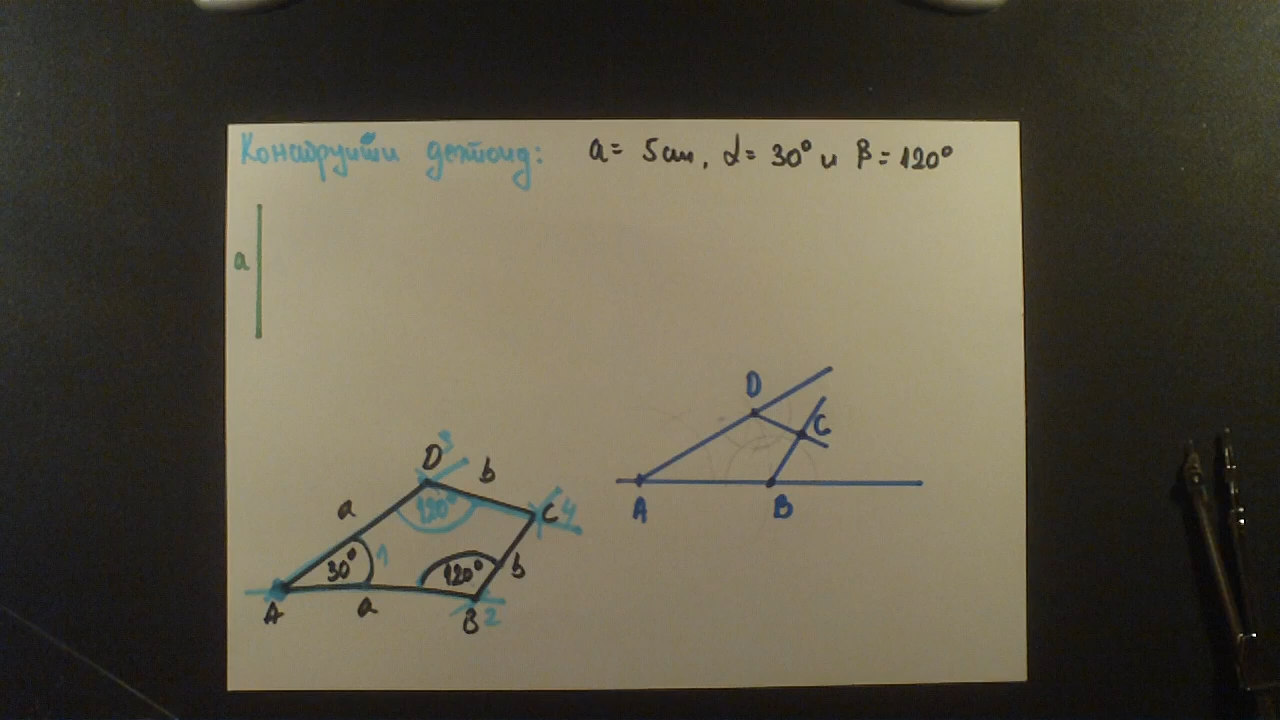 Конструиши делтоид: a= 5cm, α= 30° и β= 120°
a
D 3
b
a
120°
C 4
30° 1
120°
b
A
a
B 2
D
C
A
B